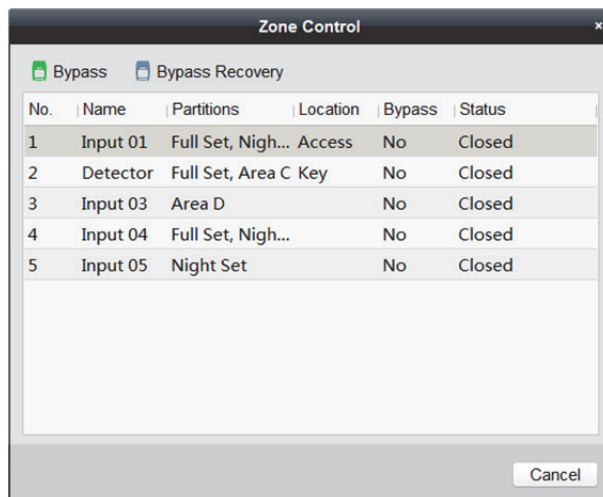 Zone Control ×
Bypass Bypass Recovery
No. Name Partitions Location Bypass Status
1 Input 01 Full Set, Nigh... Access No Closed
2 Detector Full Set, Area C Key No Closed
3 Input 03 Area D No Closed
4 Input 04 Full Set, Nigh... No Closed
5 Input 05 Night Set No Closed
Cancel